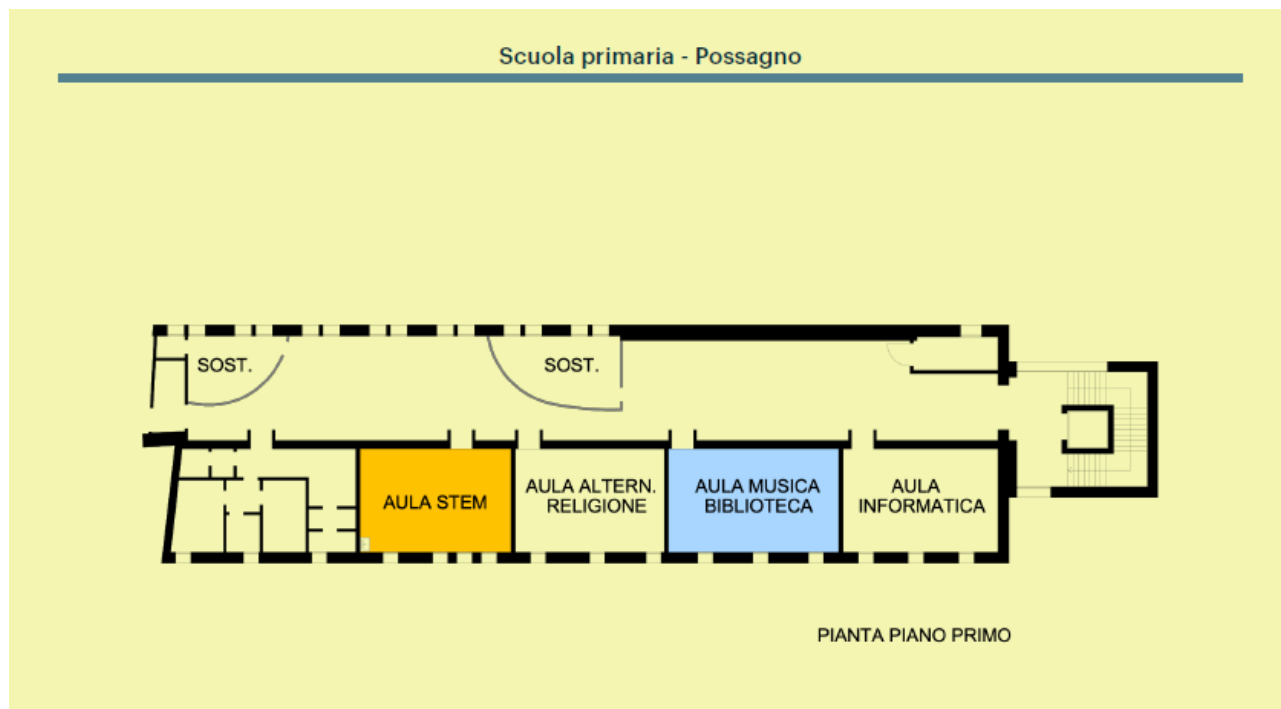 Scuola primaria - Possagno
SOST.
SOST.
AULA STEM
AULA ALTERN.
RELIGIONE
AULA MUSICA
BIBLIOTECA
AULA
INFORMATICA
PIANTA PIANO PRIMO